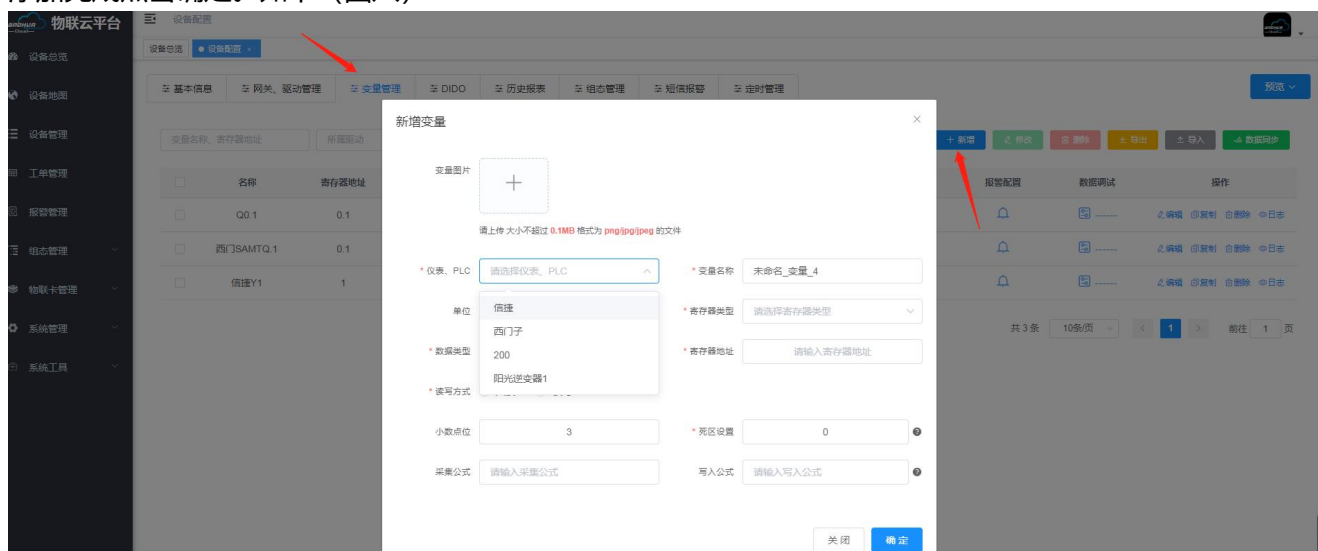 物联云平台
设备配置
设备总览 设备配置 ×
设备总览
设备地图
设备管理
工单管理
报警管理
组态管理
物联卡管理
系统管理
系统工具
基本信息 网关、驱动管理 变量管理 DIDO 历史报表 组态管理 短信报警 定时管理 预览
变量名称、寄存器地址 所属驱动 + 新增 修改 删除 导出 导入 数据同步
名称 寄存器地址 报警配置 数据调试 操作
Q0.1 0.1 编辑 复制 删除 日志
西门SAMTQ.1 0.1 编辑 复制 删除 日志
信捷Y1 1 编辑 复制 删除 日志
共 3 条 10条/页 1 前往 1 页
新增变量 ×
变量图片 +
请上传 大小不超过 0.1MB 格式为 png/jpg/jpeg 的文件
* 仪表、PLC 请选择仪表、PLC * 变量名称 未命名_变量_4
信捷
西门子
200
阳光逆变器1
单位 * 寄存器类型 请选择寄存器类型
* 数据类型 * 寄存器地址 请输入寄存器地址
* 读写方式
小数点位 3 * 死区设置 0
采集公式 请输入采集公式 写入公式 请输入写入公式
关闭 确定